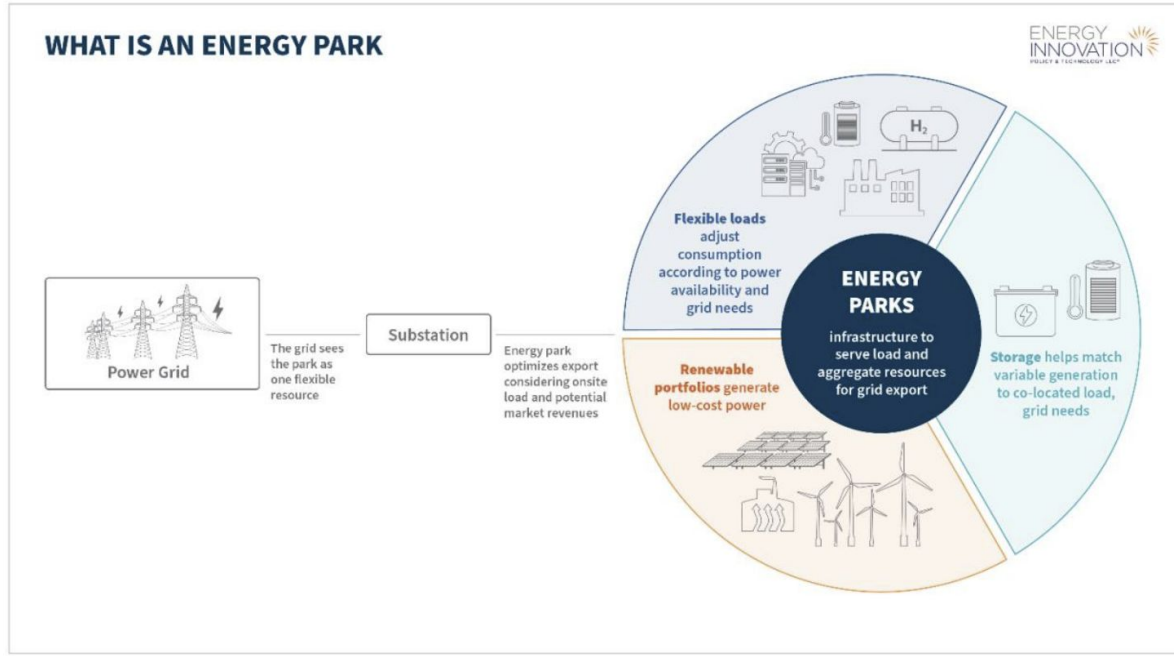 WHAT IS AN ENERGY PARK
ENERGY
INNOVATION
POLICY & TECHNOLOGY LLC®
H₂
Flexible loads
adjust
consumption
according to power
availability and
grid needs
ENERGY
PARKS
infrastructure to
serve load and
aggregate resources
for grid export
Storage helps match
variable generation
to co-located load,
grid needs
Renewable
portfolios generate
low-cost power
Power Grid
The grid sees
the park as
one flexible
resource
Substation
Energy park
optimizes export
considering onsite
load and potential
market revenues